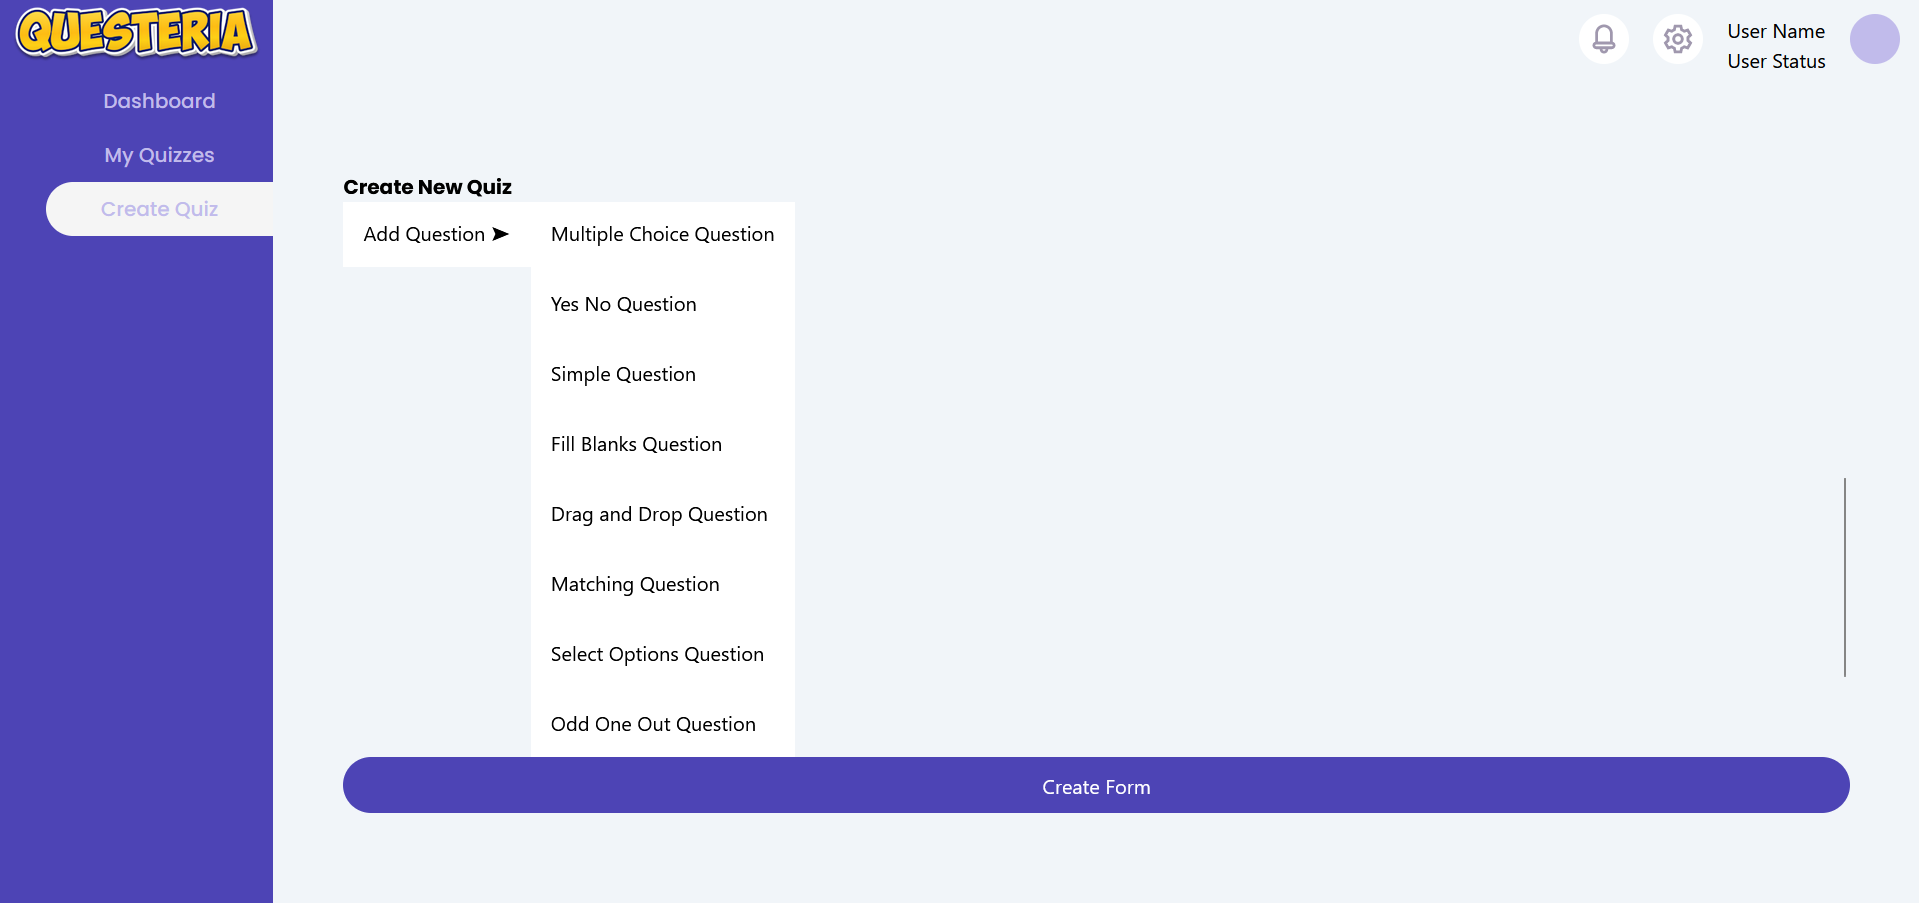 QUESTERIA
Dashboard
My Quizzes
Create Quiz
User Name
User Status
Create New Quiz
Add Question ➤
Multiple Choice Question
Yes No Question
Simple Question
Fill Blanks Question
Drag and Drop Question
Matching Question
Select Options Question
Odd One Out Question
Create Form